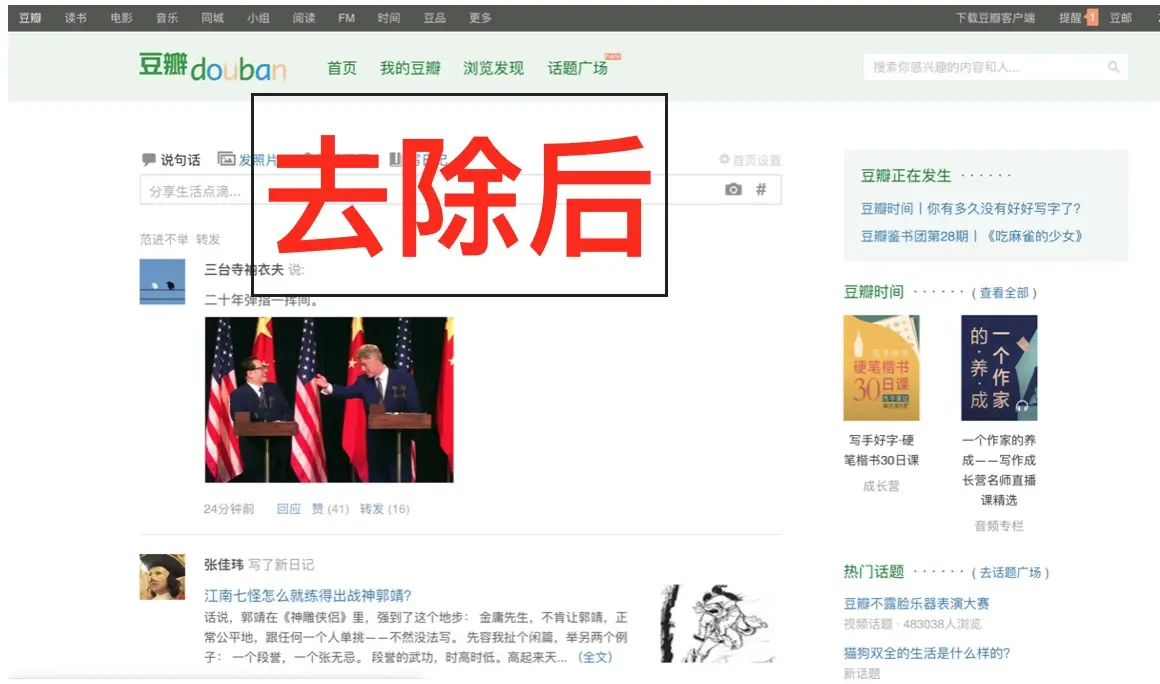 豆瓣 读书 电影 音乐 同城 小组 阅读 FM 时间 豆品 更多 下载豆瓣客户端 提醒 1 豆邮
豆瓣douban 首页 我的豆瓣 浏览发现 话题广场 搜索你感兴趣的内容和人...
去除后
说句话 发照片 写日记 首页设置
分享生活点滴... #
范进不举 转发
三台寺衲衣夫 说:
二十年弹指一挥间。
24分钟前 回应 赞 (41) 转发 (16)
张佳玮 写了新日记
江南七怪怎么就练得出战神郭靖?
话说，郭靖在《神雕侠侣》里，强到了这个地步： 金庸先生，不肯让郭靖，正
常公平地，跟任何一个人单挑——不然没法写。 先容我扯个闲篇，举另两个例
子： 一个段誉，一个张无忌。 段誉的武功，时高时低。高起来天... (全文)
豆瓣正在发生 · · · · · ·
豆瓣时间丨你有多久没有好好写字了?
豆瓣鉴书团第28期丨《吃麻雀的少女》
豆瓣时间 · · · · · · ( 查看全部 )
写手好字
硬笔楷书
30日课
一个作家
的·养·成
写手好字·硬
笔楷书30日课
成长营
一个作家的养
成——写作成
长营名师直播
课精选
音频专栏
热门话题 · · · · · · ( 去话题广场 )
豆瓣不露脸乐器表演大赛
视频话题 · 483038人浏览
猫狗双全的生活是什么样的?
新话题